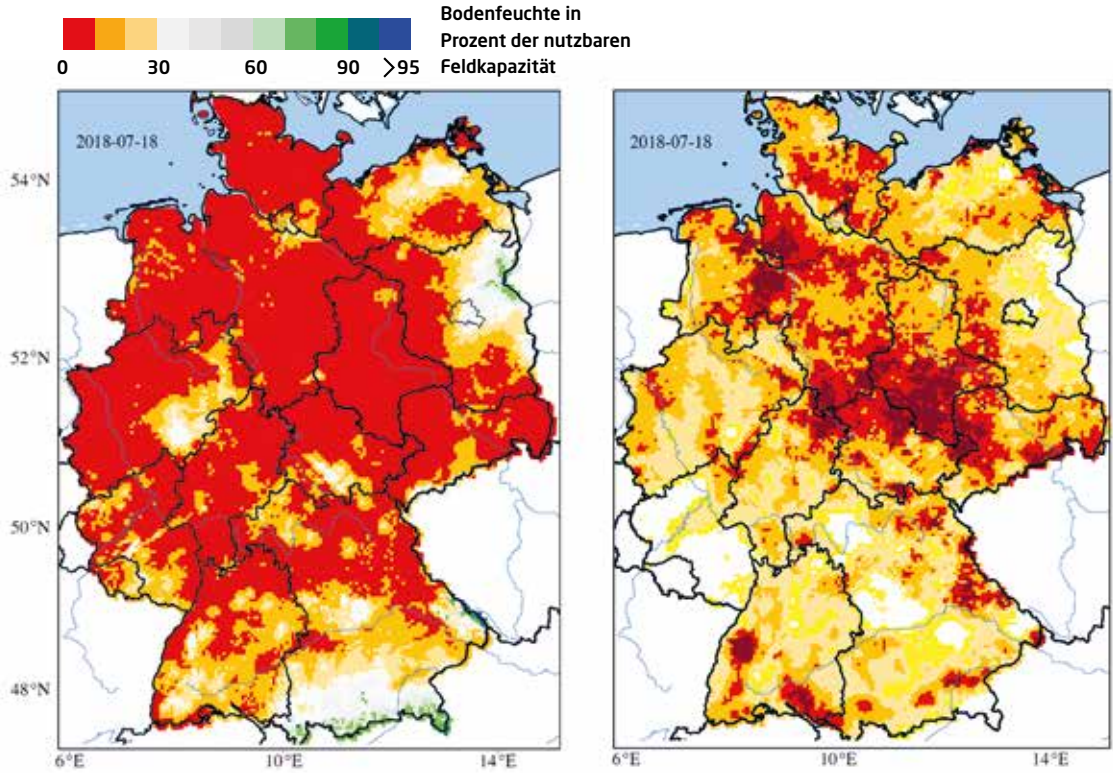 Bodenfeuchte in
Prozent der nutzbaren
Feldkapazität
0 30 60 90 >95
2018-07-18
2018-07-18
54°N
52°N
50°N
48°N
6°E 10°E 14°E
6°E 10°E 14°E